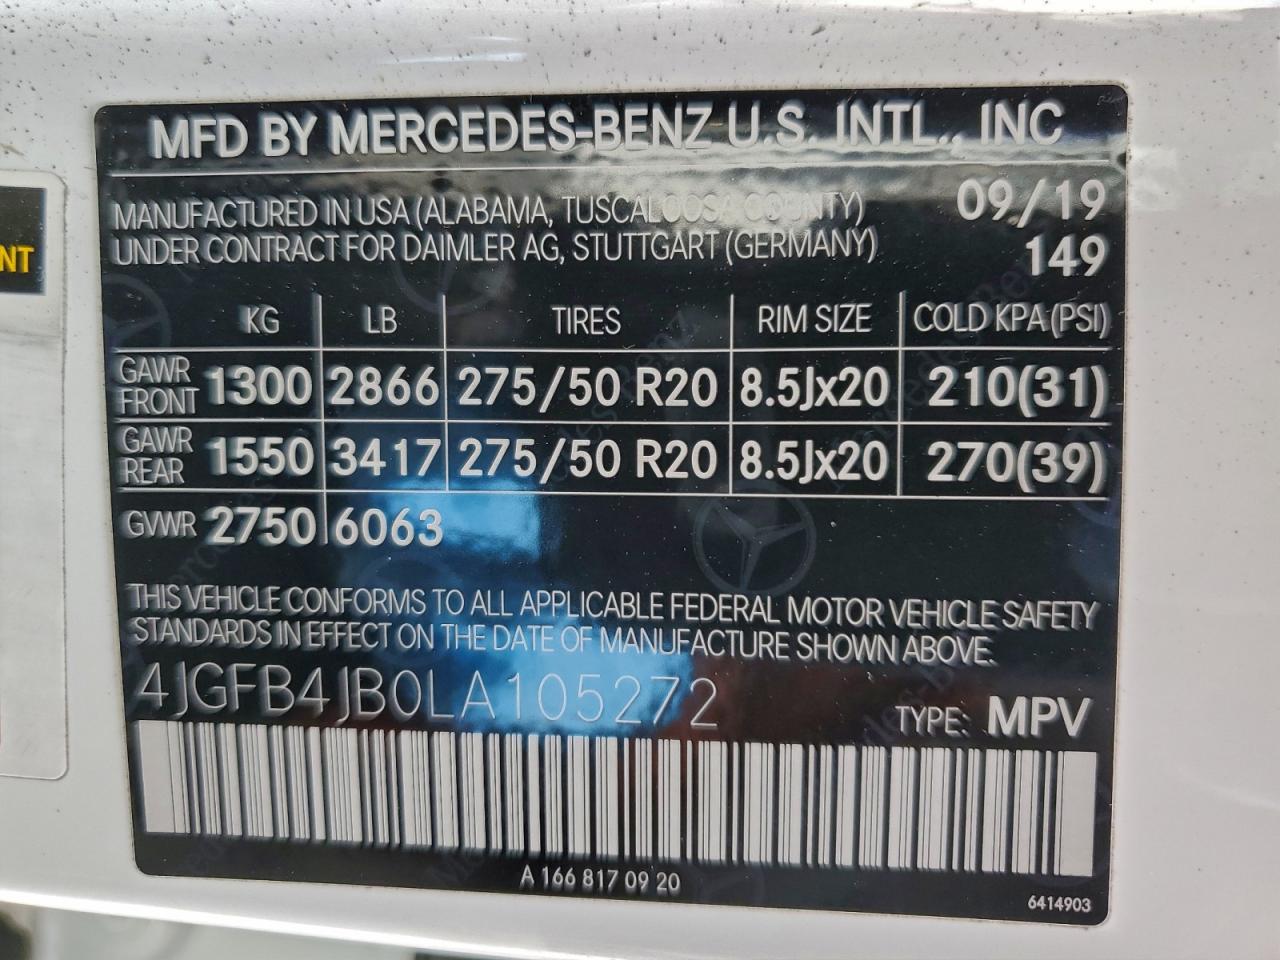 MFD BY MERCEDES-BENZ U.S. INTL., INC
MANUFACTURED IN USA (ALABAMA, TUSCALOOSA COUNTY) 09/19
UNDER CONTRACT FOR DAIMLER AG, STUTTGART (GERMANY) 149
NT
KG LB TIRES RIM SIZE COLD KPA (PSI)
GAWR FRONT 1300 2866 275/50 R20 8.5Jx20 210(31)
GAWR REAR 1550 3417 275/50 R20 8.5Jx20 270(39)
GVWR 2750 6063
THIS VEHICLE CONFORMS TO ALL APPLICABLE FEDERAL MOTOR VEHICLE SAFETY
STANDARDS IN EFFECT ON THE DATE OF MANUFACTURE SHOWN ABOVE.
4JGFB4JB0LA105272 TYPE: MPV
A 166 817 09 20
6414903